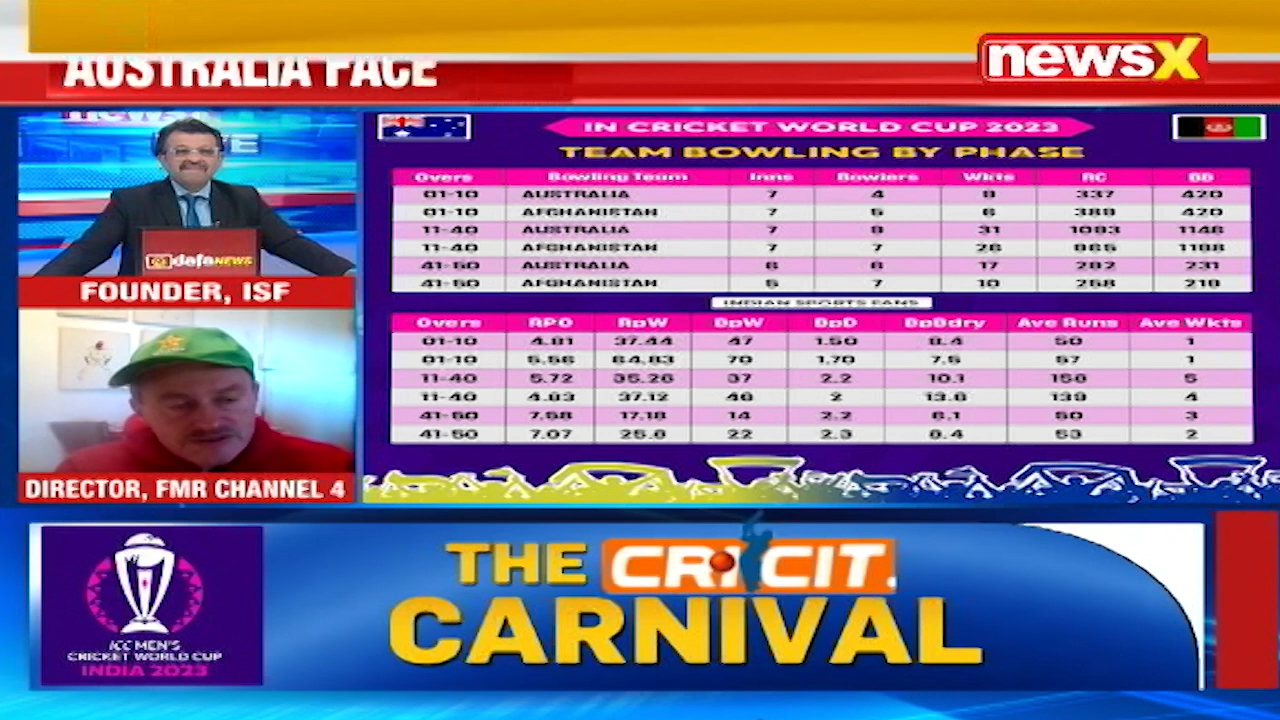 AUSTRALIA FACE
newsX
IN CRICKET WORLD CUP 2023
TEAM BOWLING BY PHASE
Overs Bowling Team Inns Bowlers Wkts RC BB
01-10 AUSTRALIA 7 4 9 337 420
01-10 AFGHANISTAN 7 5 6 389 420
11-40 AUSTRALIA 7 8 31 1093 1146
11-40 AFGHANISTAN 7 7 26 965 1198
41-50 AUSTRALIA 6 17 292 231
41-50 AFGHANISTAN 5 7 10 258 219
INDIAN SPORTS FANS
Overs RPO RpW BpW BpD BpBdry Ave Runs Ave Wkts
01-10 4.81 37.44 47 1.50 8.4 50 1
01-10 5.56 64.83 70 1.70 7.5 57 1
11-40 5.72 35.26 37 2.2 10.1 156 5
11-40 4.83 37.12 46 2 13.6 139 4
41-50 7.58 17.18 14 2.2 6.1 50 3
41-50 7.07 25.8 22 2.3 8.4 53 2
dafaNEWS
FOUNDER, ISF
DIRECTOR, FMR CHANNEL 4
ICC MEN'S
CRICKET WORLD CUP
INDIA 2023
THE CRICIT.
CARNIVAL